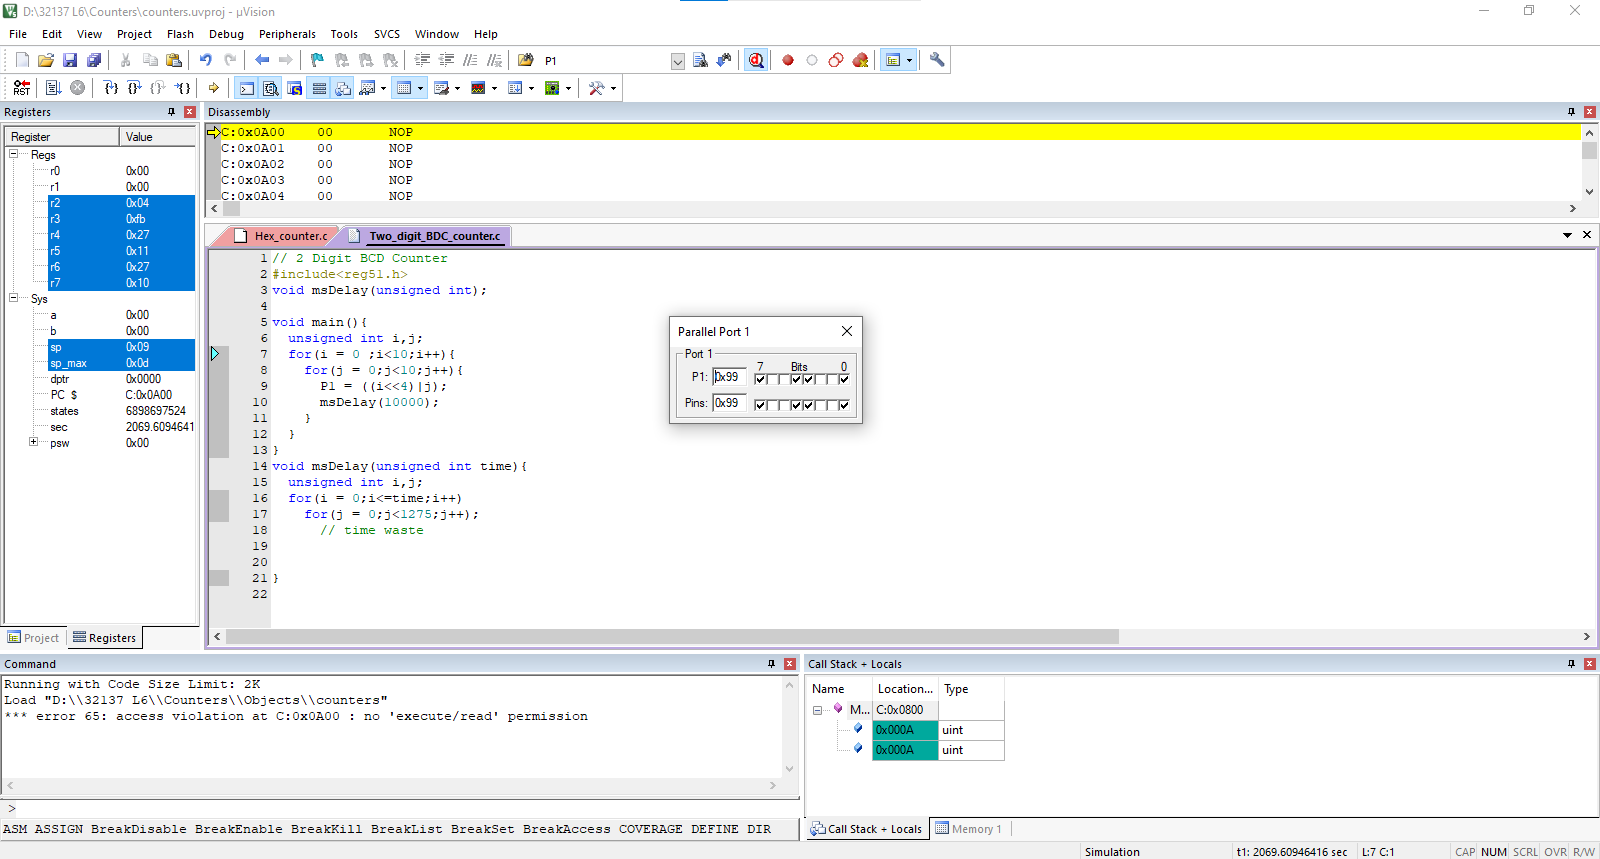 D:\32137 L6\Counters\counters.uvproj - µVision
File Edit View Project Flash Debug Peripherals Tools SVCS Window Help
P1
RST
Registers
Register Value
Regs
r0 0x00
r1 0x00
r2 0x04
r3 0xfb
r4 0x27
r5 0x11
r6 0x27
r7 0x10
Sys
a 0x00
b 0x00
sp 0x09
sp_max 0x0d
dptr 0x0000
PC $ C:0x0A00
states 6898697524
sec 2069.6094641
psw 0x00
Project Registers
Disassembly
C:0x0A00 00 NOP
C:0x0A01 00 NOP
C:0x0A02 00 NOP
C:0x0A03 00 NOP
C:0x0A04 00 NOP
Hex_counter.c Two_digit_BDC_counter.c
1 // 2 Digit BCD Counter
2 #include<reg51.h>
3 void msDelay(unsigned int);
4
5 void main(){
6 unsigned int i,j;
7 for(i = 0 ;i<10;i++){
8 for(j = 0;j<10;j++){
9 P1 = ((i<<4)|j);
10 msDelay(10000);
11 }
12 }
13 }
14 void msDelay(unsigned int time){
15 unsigned int i,j;
16 for(i = 0;i<=time;i++)
17 for(j = 0;j<1275;j++);
18 // time waste
19
20
21 }
22
Parallel Port 1
Port 1
7 Bits 0
P1: 0x99
Pins: 0x99
Command
Running with Code Size Limit: 2K
Load "D:\\32137 L6\\Counters\\Objects\\counters"
*** error 65: access violation at C:0x0A00 : no 'execute/read' permission
>
ASM ASSIGN BreakDisable BreakEnable BreakKill BreakList BreakSet BreakAccess COVERAGE DEFINE DIR
Call Stack + Locals
Name Location... Type
M... C:0x0800
0x000A uint
0x000A uint
Call Stack + Locals Memory 1
Simulation t1: 2069.60946416 sec L:7 C:1 CAP NUM SCRL OVR R/W